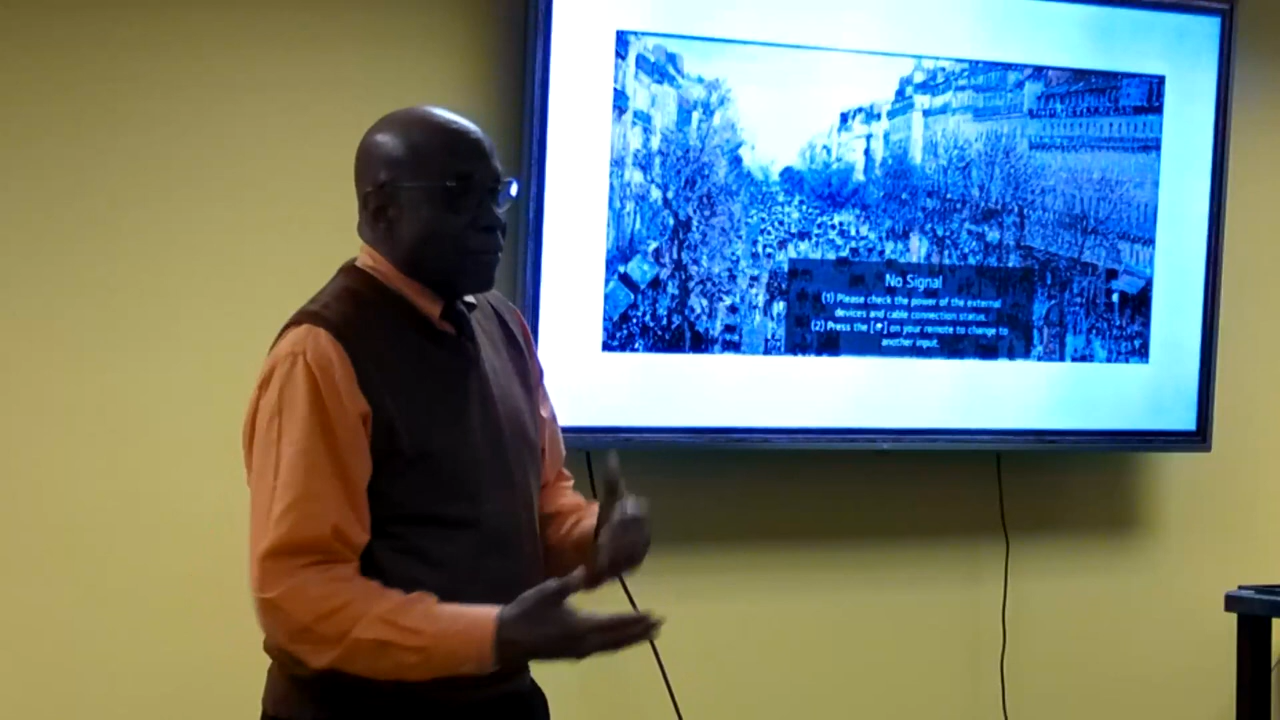 No Signal
(1) Please check the power of the external
devices and cable connection status.
(2) Press the [⏎] on your remote to change to
another input.